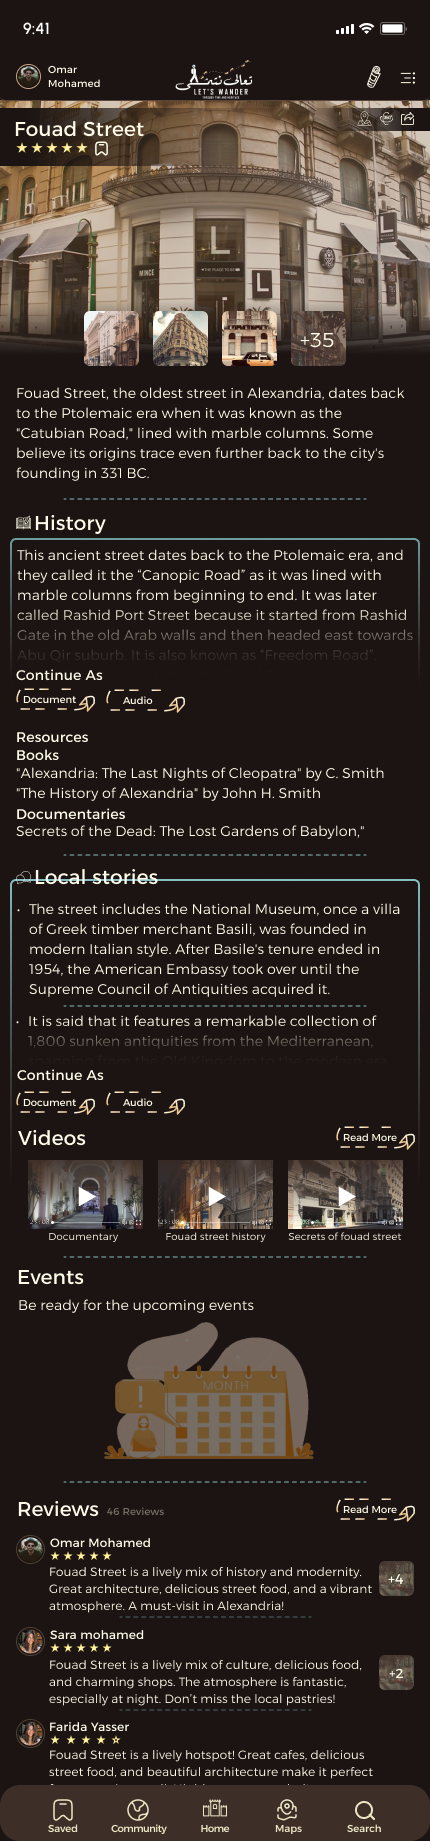 9:41
Omar
Mohamed
LET'S WANDER
Fouad Street
L
MINCE
THE PLACE TO BE
L
MINCE
L
+35
Fouad Street, the oldest street in Alexandria, dates back
to the Ptolemaic era when it was known as the
"Catubian Road," lined with marble columns. Some
believe its origins trace even further back to the city's
founding in 331 BC.
History
This ancient street dates back to the Ptolemaic era, and
they called it the “Canopic Road” as it was lined with
marble columns from beginning to end. It was later
called Rashid Port Street because it started from Rashid
Gate in the old Arab walls and then headed east towards
Abu Qir suburb. It is also known as “Freedom Road”.
Continue As
Document
Audio
Resources
Books
"Alexandria: The Last Nights of Cleopatra" by C. Smith
"The History of Alexandria" by John H. Smith
Documentaries
Secrets of the Dead: The Lost Gardens of Babylon,"
Local stories
• The street includes the National Museum, once a villa
of Greek timber merchant Basili, was founded in
modern Italian style. After Basile's tenure ended in
1954, the American Embassy took over until the
Supreme Council of Antiquities acquired it.
• It is said that it features a remarkable collection of
1,800 sunken antiquities from the Mediterranean,
spanning from the Old Kingdom to the modern era
Continue As
Document
Audio
Videos
Read More
Documentary
Fouad street history
Secrets of fouad street
Events
Be ready for the upcoming events
MONTH
!
Reviews
46 Reviews
Read More
Omar Mohamed
Fouad Street is a lively mix of history and modernity.
Great architecture, delicious street food, and a vibrant
atmosphere. A must-visit in Alexandria!
+4
Sara mohamed
Fouad Street is a lively mix of culture, delicious food,
and charming shops. The atmosphere is fantastic,
especially at night. Don't miss the local pastries!
+2
Farida Yasser
Fouad Street is a lively hotspot! Great cafes, delicious
street food, and beautiful architecture make it perfect
Saved
Community
Home
Maps
Search